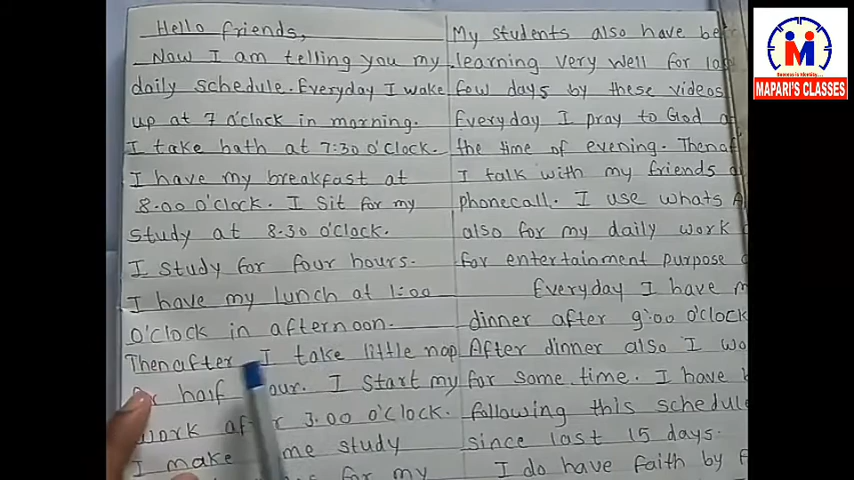 Hello friends,
Now I am telling you my
daily schedule. Everyday I wake
up at 7 o'clock in morning.
I take bath at 7:30 o'clock.
I have my breakfast at
8.00 o'clock. I Sit for my
study at 8.30 o'clock.
I study for four hours.
I have my lunch at 1:00
o'clock in afternoon.
Thenafter I take little nap
half our. I start my
work 3.00 o'clock.
I make me study
for my
My students also have
learning very well for
few days by these videos
Everyday I pray to God
the time of evening.
I talk with my friends
phonecall. I use whats A
also for my daily work
for entertainment purpose
Everyday I have
dinner after 9:00 o'clock
After dinner also I
for some time. I have
following this schedule
since last 15 days.
I do have faith by
Success is Identity...
MAPARI'S CLASSES